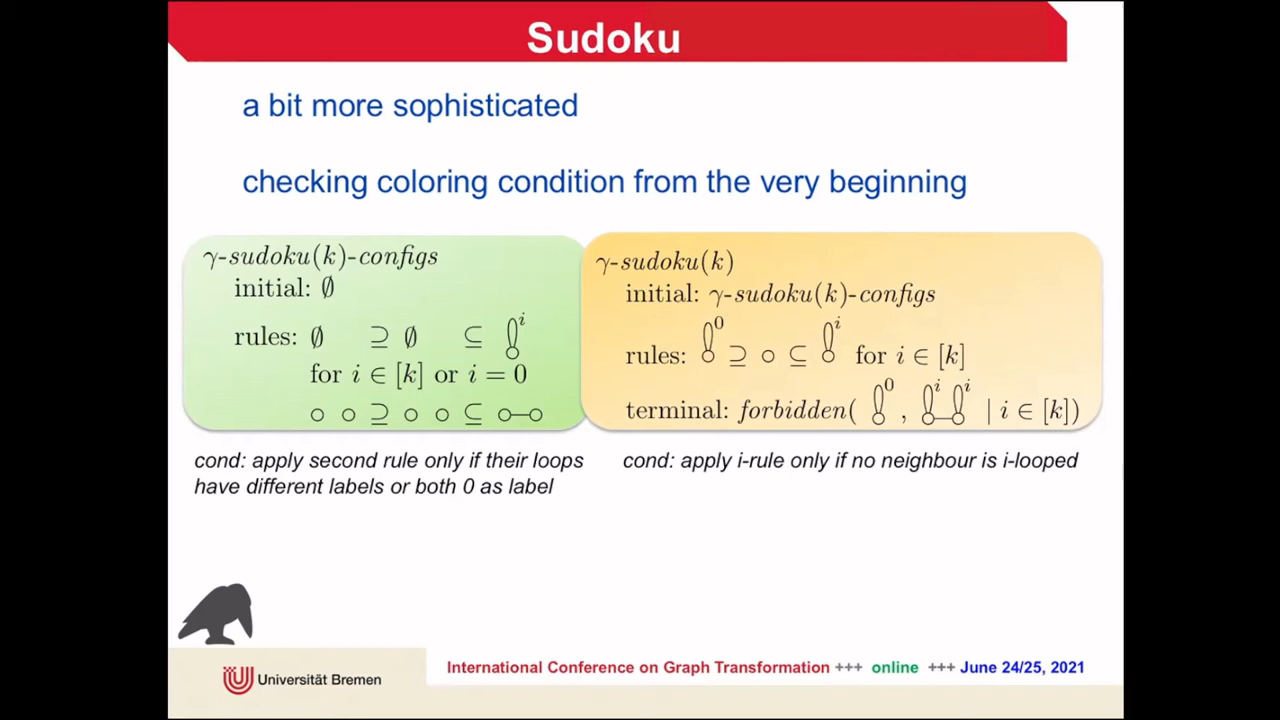 Sudoku
a bit more sophisticated
checking coloring condition from the very beginning
γ-sudoku(k)-configs
initial: ∅
rules: ∅ ⊇ ∅ ⊆ i
for i ∈ [k] or i = 0
⊇ ⊆
cond: apply second rule only if their loops
have different labels or both 0 as label
γ-sudoku(k)
initial: γ-sudoku(k)-configs
rules: 0 ⊇ ⊆ i for i ∈ [k]
terminal: forbidden( 0 , i i | i ∈ [k])
cond: apply i-rule only if no neighbour is i-looped
Universität Bremen
International Conference on Graph Transformation +++ online +++ June 24/25, 2021